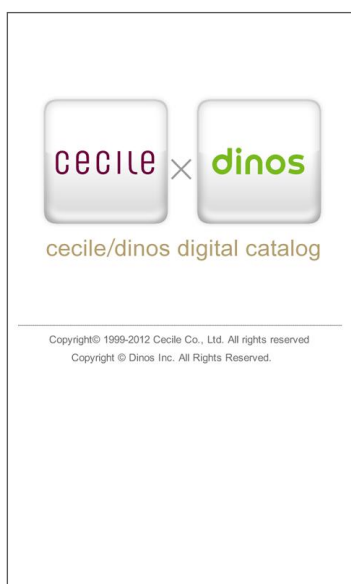 cecile × dinos
cecile/dinos digital catalog
Copyright© 1999-2012 Cecile Co., Ltd. All rights reserved
Copyright © Dinos Inc. All Rights Reserved.